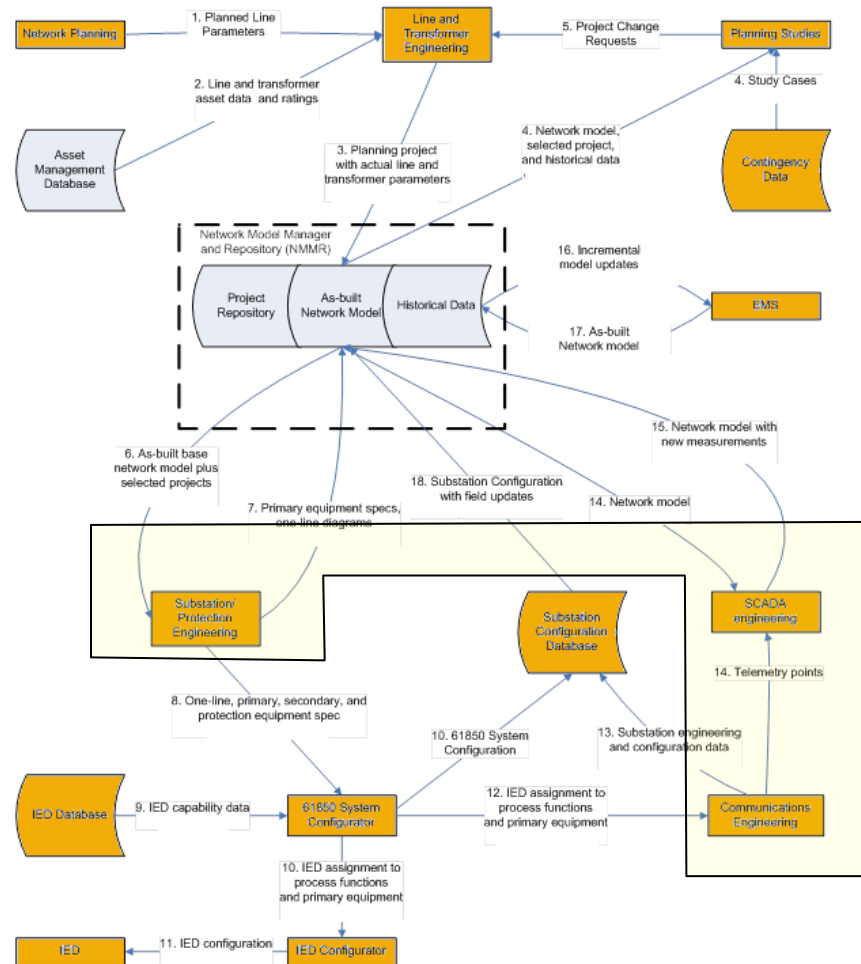 Network Planning
1. Planned Line
Parameters
Line and
Transformer
Engineering
5. Project Change
Requests
Planning Studies
2. Line and transformer
asset data and ratings
4. Study Cases
Asset
Management
Database
3. Planning project
with actual line and
transformer parameters
4. Network model,
selected project,
and historical data
Contingency
Data
Network Model Manager
and Repository (NMMR)
Project
Repository
As-built
Network Model
Historical Data
16. Incremental
model updates
EMS
17. As-built
Network model
6. As-built base
network model plus
selected projects
7. Primary equipment specs,
one-line diagrams
18. Substation Configuration
with field updates
14. Network model
15. Network model with
new measurements
Substation/
Protection
Engineering
Substation
Configuration
Database
SCADA
engineering
14. Telemetry points
8. One-line, primary, secondary, and
protection equipment spec
10. 61850 System
Configuration
13. Substation engineering
and configuration data
IED Database
9. IED capability data
61850 System
Configurator
12. IED assignment to
process functions
and primary equipment
Communications
Engineering
10. IED assignment to
process functions
and primary equipment
IED
11. IED configuration
IED Configurator